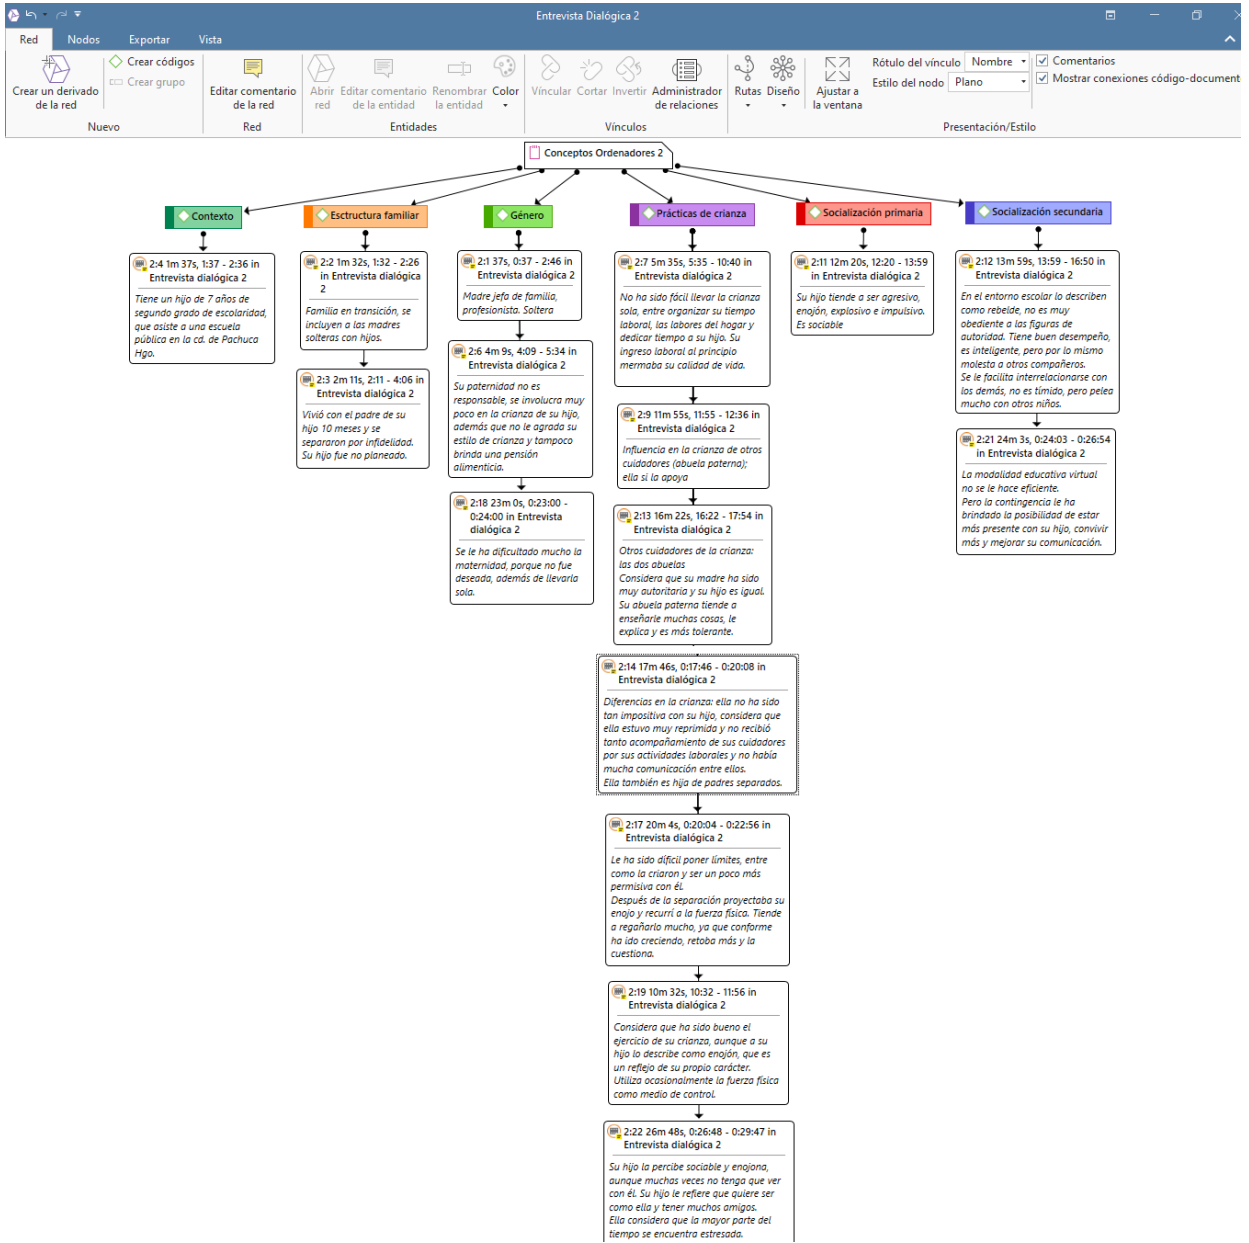 Entrevista Dialógica 2
Red Nodos Exportar Vista
Crear un derivado
de la red
Crear códigos
Crear grupo
Nuevo
Editar comentario
de la red
Red
Abrir
red
Editar comentario
de la entidad
Renombrar
la entidad
Color
Entidades
Víncular
Cortar
Invertir
Administrador
de relaciones
Vínculos
Rutas
Diseño
Ajustar a
la ventana
Rótulo del vínculo Nombre
Estilo del nodo Plano
Comentarios
Mostrar conexiones código-document
Presentación/Estilo
Conceptos Ordenadores 2
Contexto
2:4 1m 37s, 1:37 - 2:36 in
Entrevista dialógica 2
Tiene un hijo de 7 años de
segundo grado de escolaridad,
que asiste a una escuela
pública en la cd. de Pachuca
Hgo.
Esctructura familiar
2:2 1m 32s, 1:32 - 2:26
in Entrevista dialógica
2
Familia en transición, se
incluyen a las madres
solteras con hijos.
2:3 2m 11s, 2:11 - 4:06 in
Entrevista dialógica 2
Vivió con el padre de su
hijo 10 meses y se
separaron por infidelidad.
Su hijo fue no planeado.
Género
2:1 37s, 0:37 - 2:46 in
Entrevista dialógica 2
Madre jefa de familia,
profesionista. Soltera
2:6 4m 9s, 4:09 - 5:34 in
Entrevista dialógica 2
Su paternidad no es
responsable, se involucra muy
poco en la crianza de su hijo,
además que no le agrada su
estilo de crianza y tampoco
brinda una pensión
alimenticia.
2:18 23m 0s, 0:23:00 -
0:24:00 in Entrevista
dialógica 2
Se le ha dificultado mucho la
maternidad, porque no fue
deseada, además de llevarla
sola.
Prácticas de crianza
2:7 5m 35s, 5:35 - 10:40 in
Entrevista dialógica 2
No ha sido fácil llevar la crianza
sola, entre organizar su tiempo
laboral, las labores del hogar y
dedicar tiempo a su hijo. Su
ingreso laboral al principio
mermaba su calidad de vida.
2:9 11m 55s, 11:55 - 12:36 in
Entrevista dialógica 2
Influencia en la crianza de otros
cuidadores (abuela paterna);
ella si la apoya
2:13 16m 22s, 16:22 - 17:54 in
Entrevista dialógica 2
Otros cuidadores de la crianza:
las dos abuelas
Considera que su madre ha sido
muy autoritaria y su hijo es igual.
Su abuela paterna tiende a
enseñarle muchas cosas, le
explica y es más tolerante.
2:14 17m 46s, 0:17:46 - 0:20:08 in
Entrevista dialógica 2
Diferencias en la crianza: ella no ha sido
tan impositiva con su hijo, considera que
ella estuvo muy reprimida y no recibió
tanto acompañamiento de sus cuidadores
por sus actividades laborales y no había
mucha comunicación entre ellos.
Ella también es hija de padres separados.
2:17 20m 4s, 0:20:04 - 0:22:56 in
Entrevista dialógica 2
Le ha sido díficil poner límites, entre
como la criaron y ser un poco más
permisiva con él.
Después de la separación proyectaba su
enojo y recurrí a la fuerza física. Tiende
a regañarlo mucho, ya que conforme
ha ido creciendo, retoba más y la
cuestiona.
2:19 10m 32s, 10:32 - 11:56 in
Entrevista dialógica 2
Considera que ha sido bueno el
ejercicio de su crianza, aunque a su
hijo lo describe como enojón, que es
un reflejo de su propio carácter.
Utiliza ocasionalmente la fuerza física
como medio de control.
2:22 26m 48s, 0:26:48 - 0:29:47 in
Entrevista dialógica 2
Su hijo la percibe sociable y enojona,
aunque muchas veces no tenga que ver
con él. Su hijo le refiere que quiere ser
como ella y tener muchos amigos.
Ella considera que la mayor parte del
tiempo se encuentra estresada.
Socialización primaria
2:11 12m 20s, 12:20 - 13:59
in Entrevista dialógica 2
Su hijo tiende a ser agresivo,
enojón, explosivo e impulsivo.
Es sociable
Socialización secundaria
2:12 13m 59s, 13:59 - 16:50 in
Entrevista dialógica 2
En el entorno escolar lo describen
como rebelde, no es muy
obediente a las figuras de
autoridad. Tiene buen desempeño,
es inteligente, pero por lo mismo
molesta a otros compañeros.
Se le facilita interrelacionarse con
los demás, no es tímido, pero pelea
mucho con otros niños.
2:21 24m 3s, 0:24:03 - 0:26:54
in Entrevista dialógica 2
La modalidad educativa virtual
no se le hace eficiente.
Pero la contingencia le ha
brindado la posibilidad de estar
más presente con su hijo, convivir
más y mejorar su comunicación.